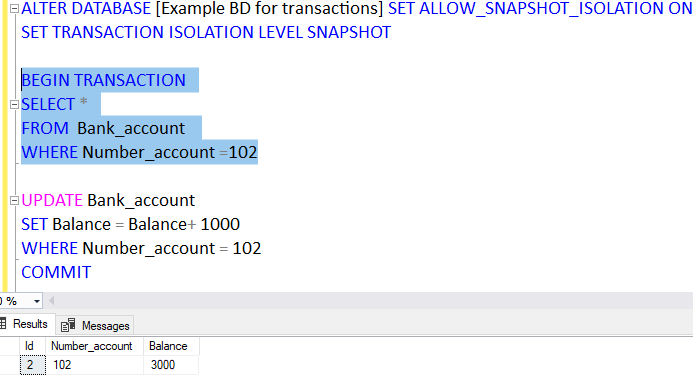 ALTER DATABASE [Example BD for transactions] SET ALLOW_SNAPSHOT_ISOLATION ON
SET TRANSACTION ISOLATION LEVEL SNAPSHOT
BEGIN TRANSACTION
SELECT *
FROM  Bank_account
WHERE Number_account =102
UPDATE Bank_account
SET Balance = Balance+ 1000
WHERE Number_account = 102
COMMIT
0 %
Results Messages
Id Number_account Balance
2 102 3000